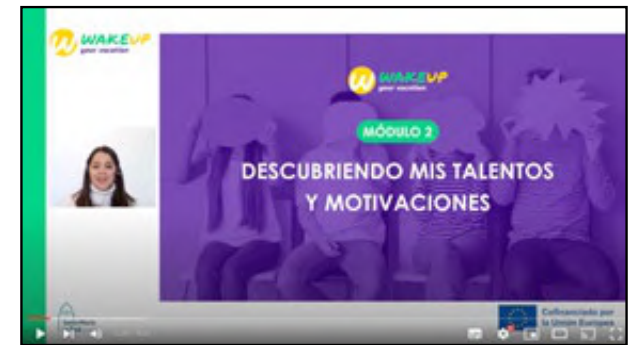 WAKEUP
your vocation
WAKEUP
your vocation
MÓDULO 2
DESCUBRIENDO MIS TALENTOS
Y MOTIVACIONES
Cofinanciado por
la Unión Europea